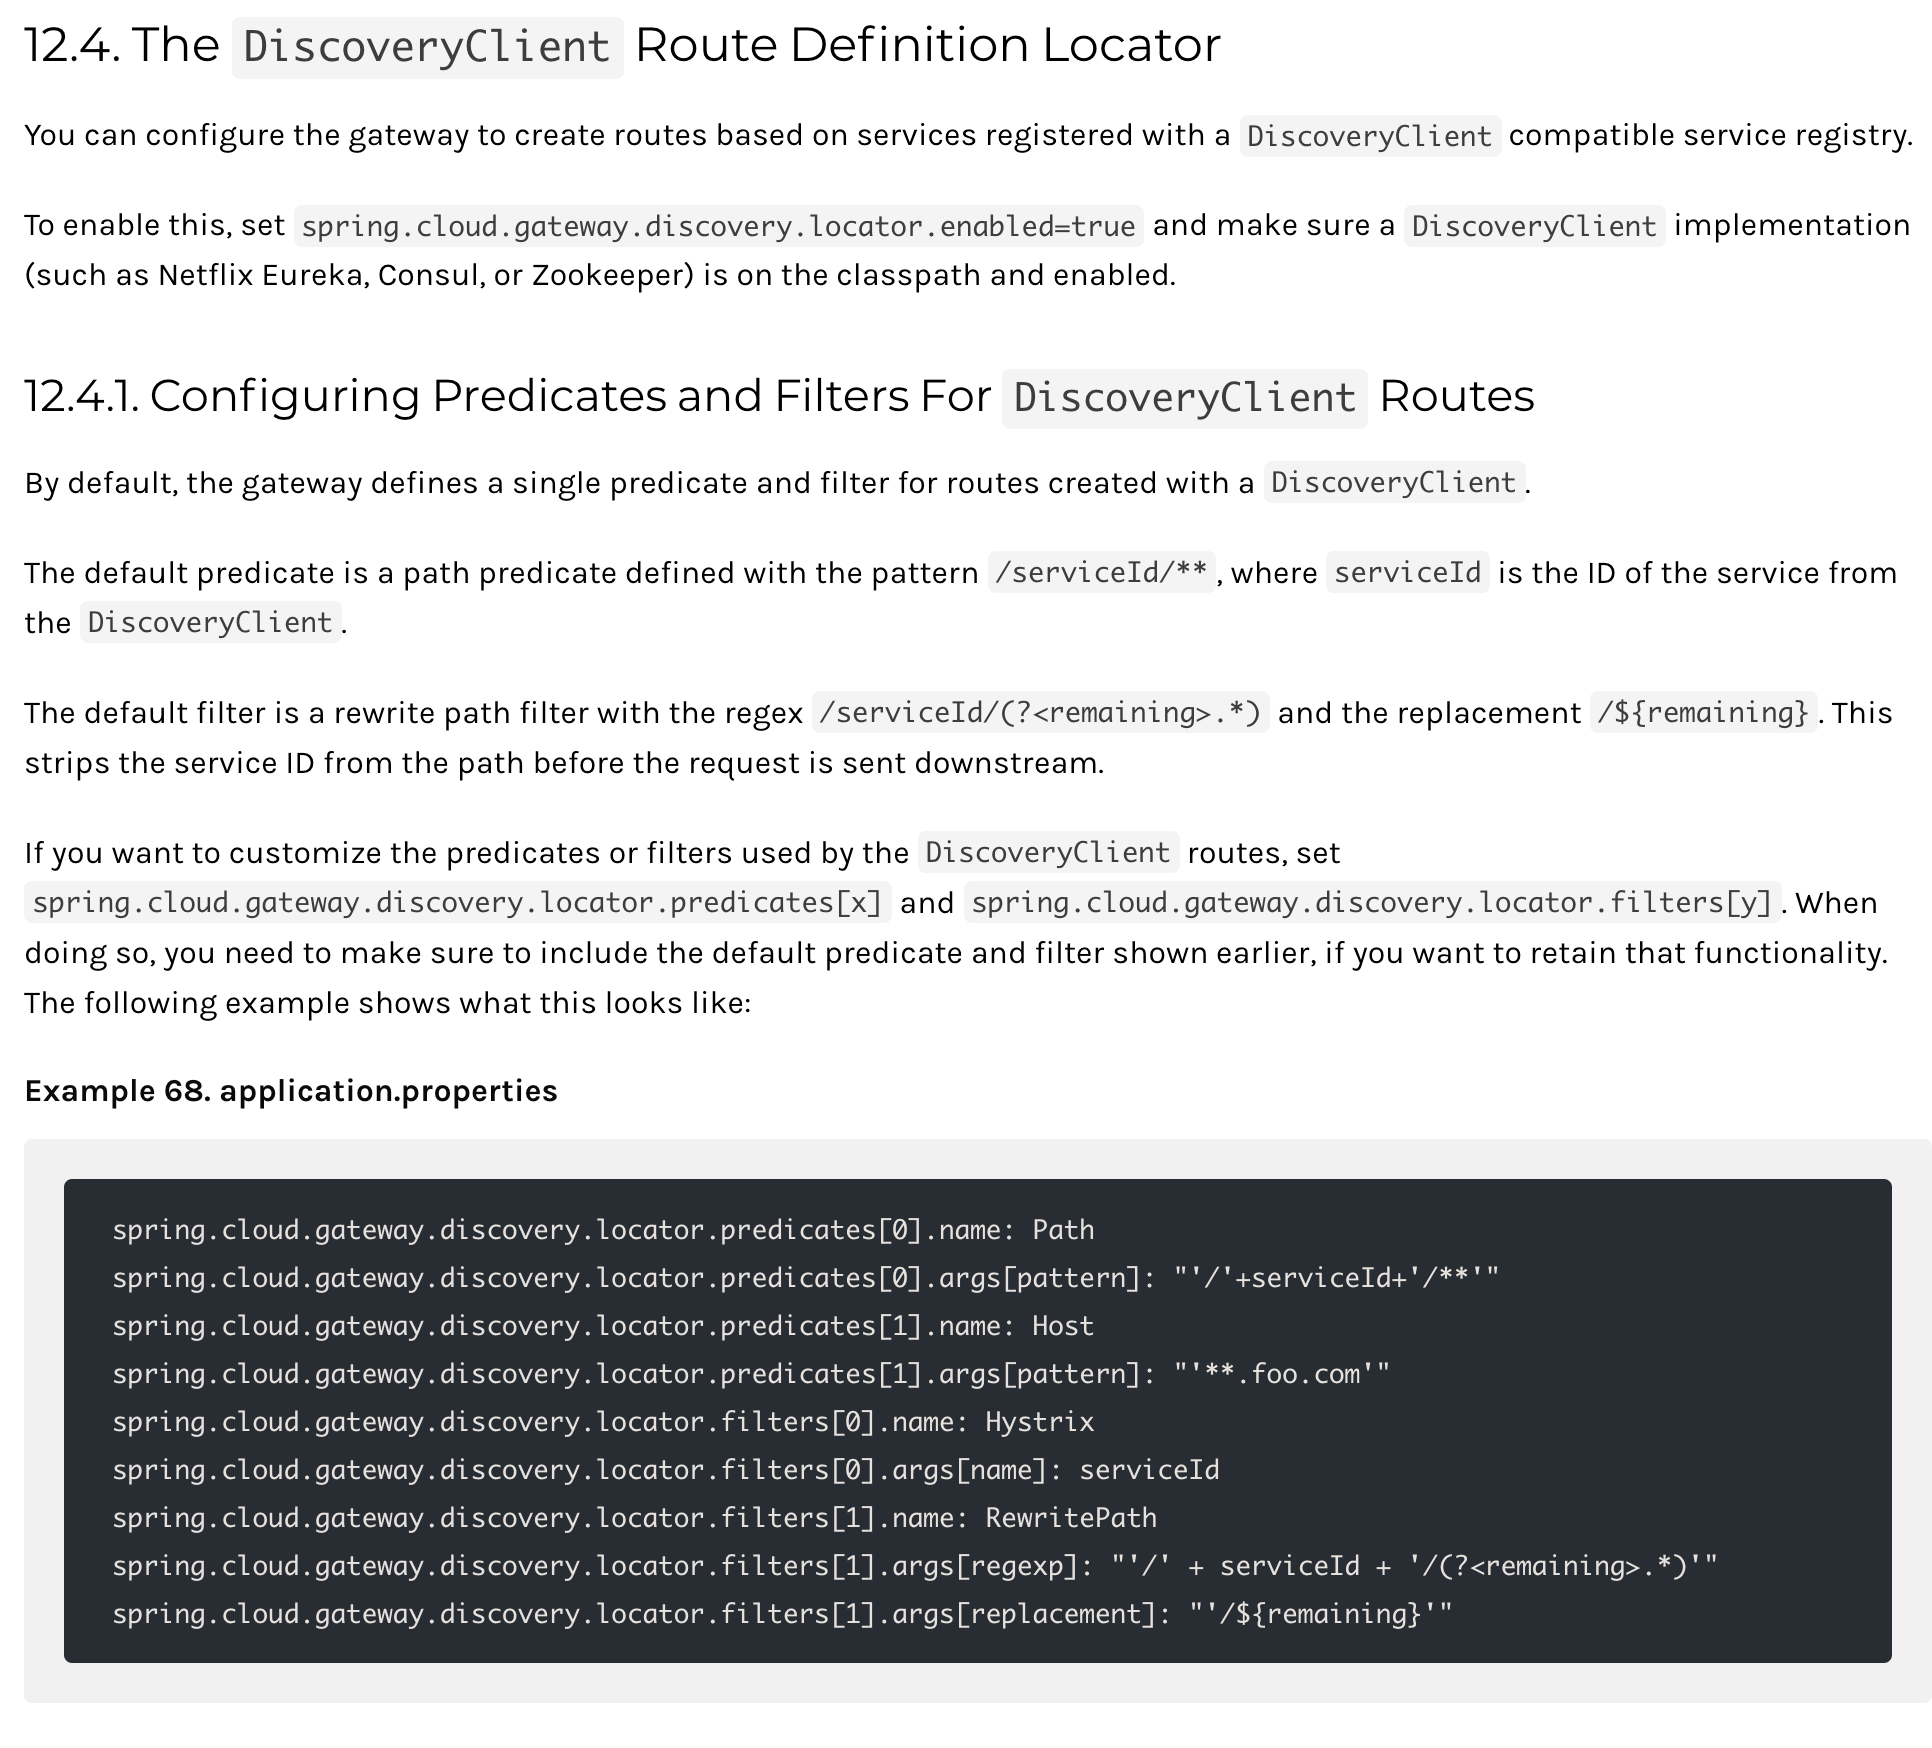 12.4. The DiscoveryClient Route Definition Locator
You can configure the gateway to create routes based on services registered with a DiscoveryClient compatible service registry.
To enable this, set spring.cloud.gateway.discovery.locator.enabled=true and make sure a DiscoveryClient implementation
(such as Netflix Eureka, Consul, or Zookeeper) is on the classpath and enabled.
12.4.1. Configuring Predicates and Filters For DiscoveryClient Routes
By default, the gateway defines a single predicate and filter for routes created with a DiscoveryClient.
The default predicate is a path predicate defined with the pattern /serviceId/**, where serviceId is the ID of the service from
the DiscoveryClient.
The default filter is a rewrite path filter with the regex /serviceId/(?<remaining>.*) and the replacement /${remaining}. This
strips the service ID from the path before the request is sent downstream.
If you want to customize the predicates or filters used by the DiscoveryClient routes, set
spring.cloud.gateway.discovery.locator.predicates[x] and spring.cloud.gateway.discovery.locator.filters[y]. When
doing so, you need to make sure to include the default predicate and filter shown earlier, if you want to retain that functionality.
The following example shows what this looks like:
Example 68. application.properties
spring.cloud.gateway.discovery.locator.predicates[0].name: Path
spring.cloud.gateway.discovery.locator.predicates[0].args[pattern]: "'/'+serviceId+'/**'"
spring.cloud.gateway.discovery.locator.predicates[1].name: Host
spring.cloud.gateway.discovery.locator.predicates[1].args[pattern]: "'**.foo.com'"
spring.cloud.gateway.discovery.locator.filters[0].name: Hystrix
spring.cloud.gateway.discovery.locator.filters[0].args[name]: serviceId
spring.cloud.gateway.discovery.locator.filters[1].name: RewritePath
spring.cloud.gateway.discovery.locator.filters[1].args[regexp]: "'/' + serviceId + '/(?<remaining>.*)'"
spring.cloud.gateway.discovery.locator.filters[1].args[replacement]: "'/${remaining}'"